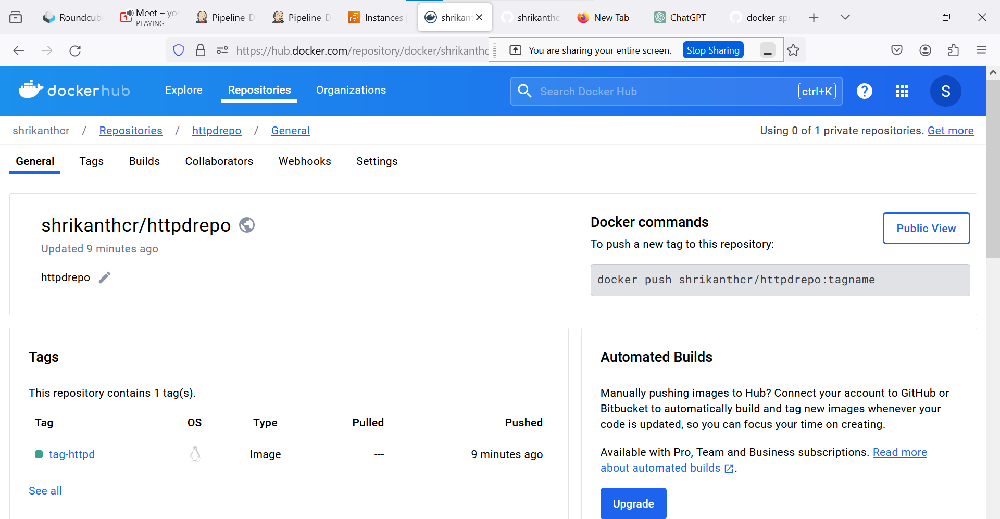 Roundcub
Meet – yo
PLAYING
Pipeline-D
Pipeline-D
Instances
shrikant
shrikanthc
New Tab
ChatGPT
docker-sp
https://hub.docker.com/repository/docker/shrikanthc
You are sharing your entire screen.
Stop Sharing
docker hub
Explore
Repositories
Organizations
Search Docker Hub
ctrl+K
?
S
shrikanthcr / Repositories / httpdrepo / General
Using 0 of 1 private repositories. Get more
General Tags Builds Collaborators Webhooks Settings
shrikanthcr/httpdrepo
Updated 9 minutes ago
httpdrepo
Docker commands
Public View
To push a new tag to this repository:
docker push shrikanthcr/httpdrepo:tagname
Tags
This repository contains 1 tag(s).
Tag OS Type Pulled Pushed
tag-httpd Image --- 9 minutes ago
See all
Automated Builds
Manually pushing images to Hub? Connect your account to GitHub or
Bitbucket to automatically build and tag new images whenever your
code is updated, so you can focus your time on creating.
Available with Pro, Team and Business subscriptions. Read more
about automated builds .
Upgrade